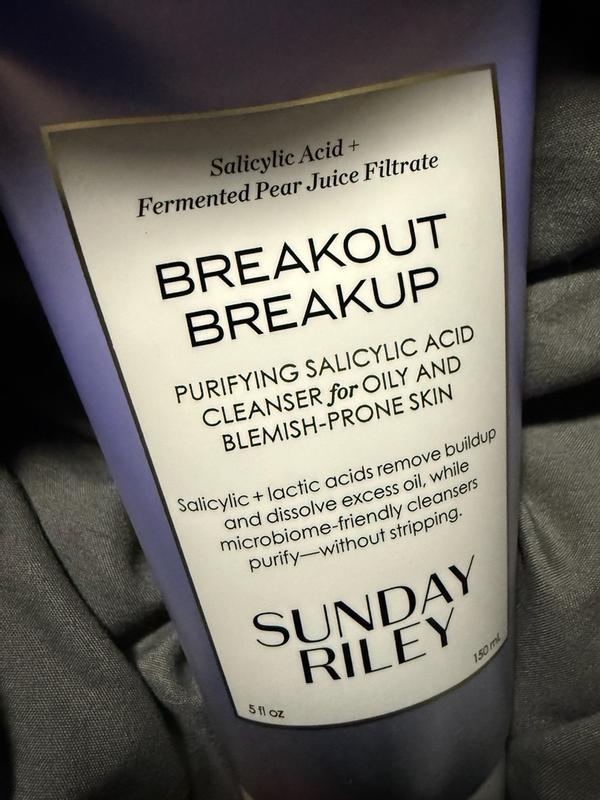 Salicylic Acid +
Fermented Pear Juice Filtrate
BREAKOUT
BREAKUP
PURIFYING SALICYLIC ACID
CLEANSER for OILY AND
BLEMISH-PRONE SKIN
Salicylic + lactic acids remove buildup
and dissolve excess oil, while
microbiome-friendly cleansers
purify—without stripping.
SUNDAY
RILEY
5 fl oz
150 mL